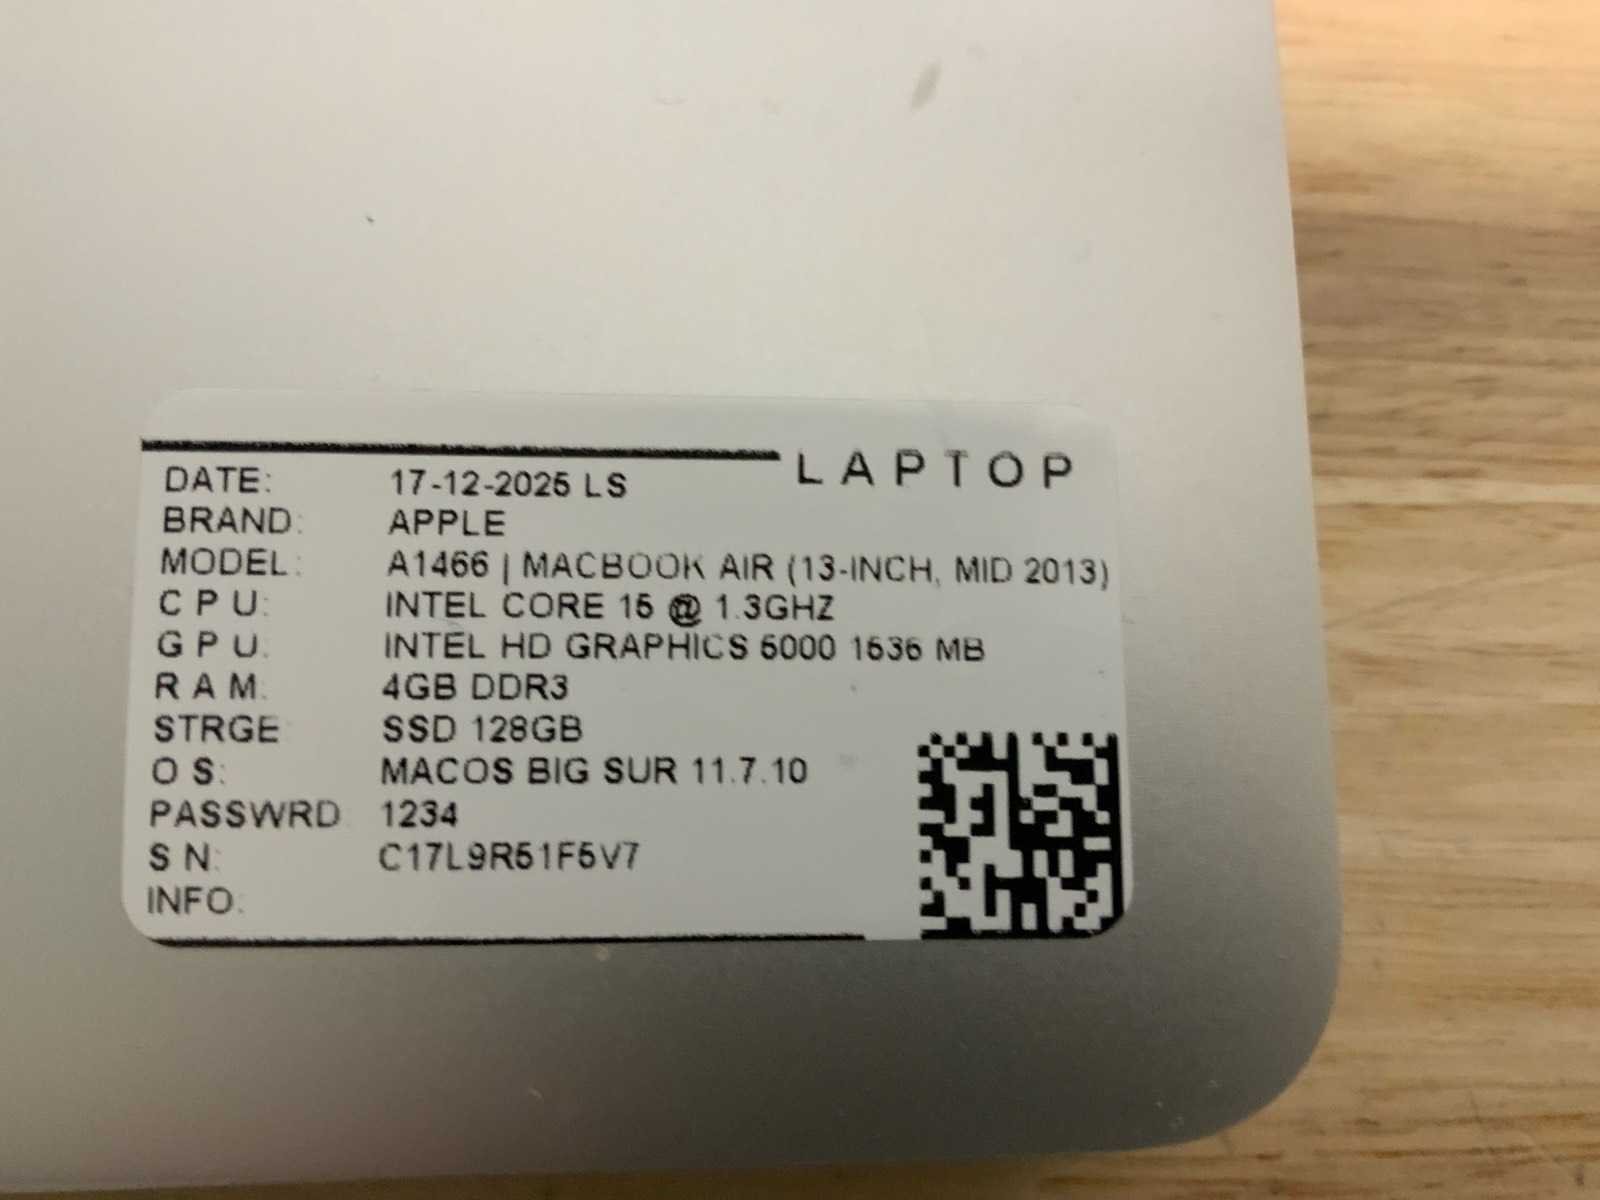 LAPTOP
DATE: 17-12-2025 LS
BRAND: APPLE
MODEL: A1466 | MACBOOK AIR (13-INCH, MID 2013)
CPU: INTEL CORE I5 @ 1.3GHZ
GPU: INTEL HD GRAPHICS 5000 1536 MB
RAM: 4GB DDR3
STRGE SSD 128GB
OS: MACOS BIG SUR 11.7.10
PASSWRD 1234
SN: C17L9R51F5V7
INFO: